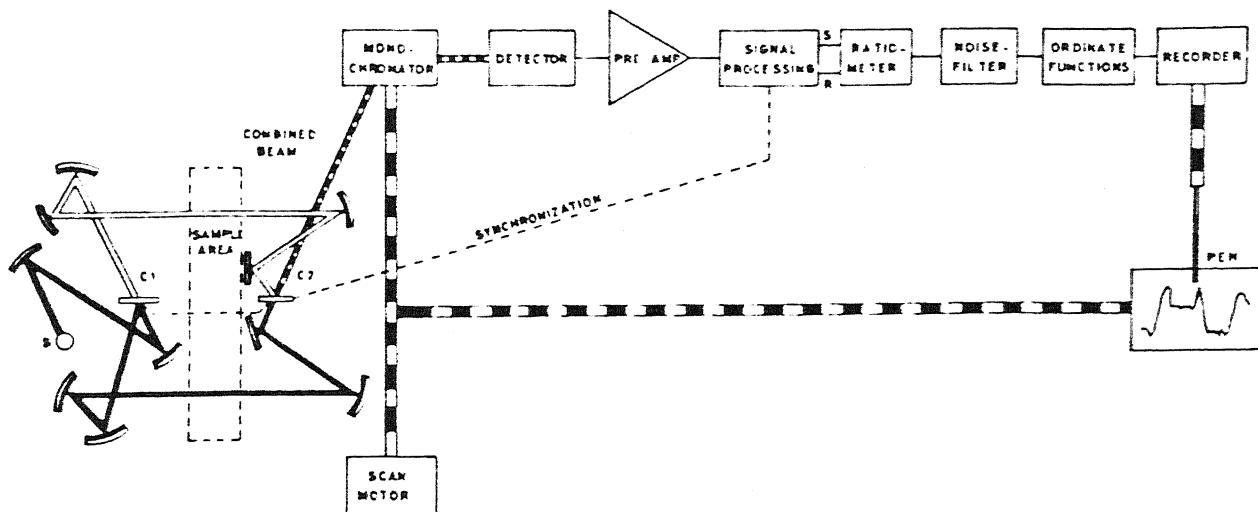 MONO-
CHROMATOR
DETECTOR
PRE AMP
SIGNAL
PROCESSING
S
R
RATIO-
METER
NOISE-
FILTER
ORDINATE
FUNCTIONS
RECORDER
COMBINED
BEAM
SAMPLE
AREA
SYNCHRONIZATION
C1
C2
S
PEN
SCAN
MOTOR